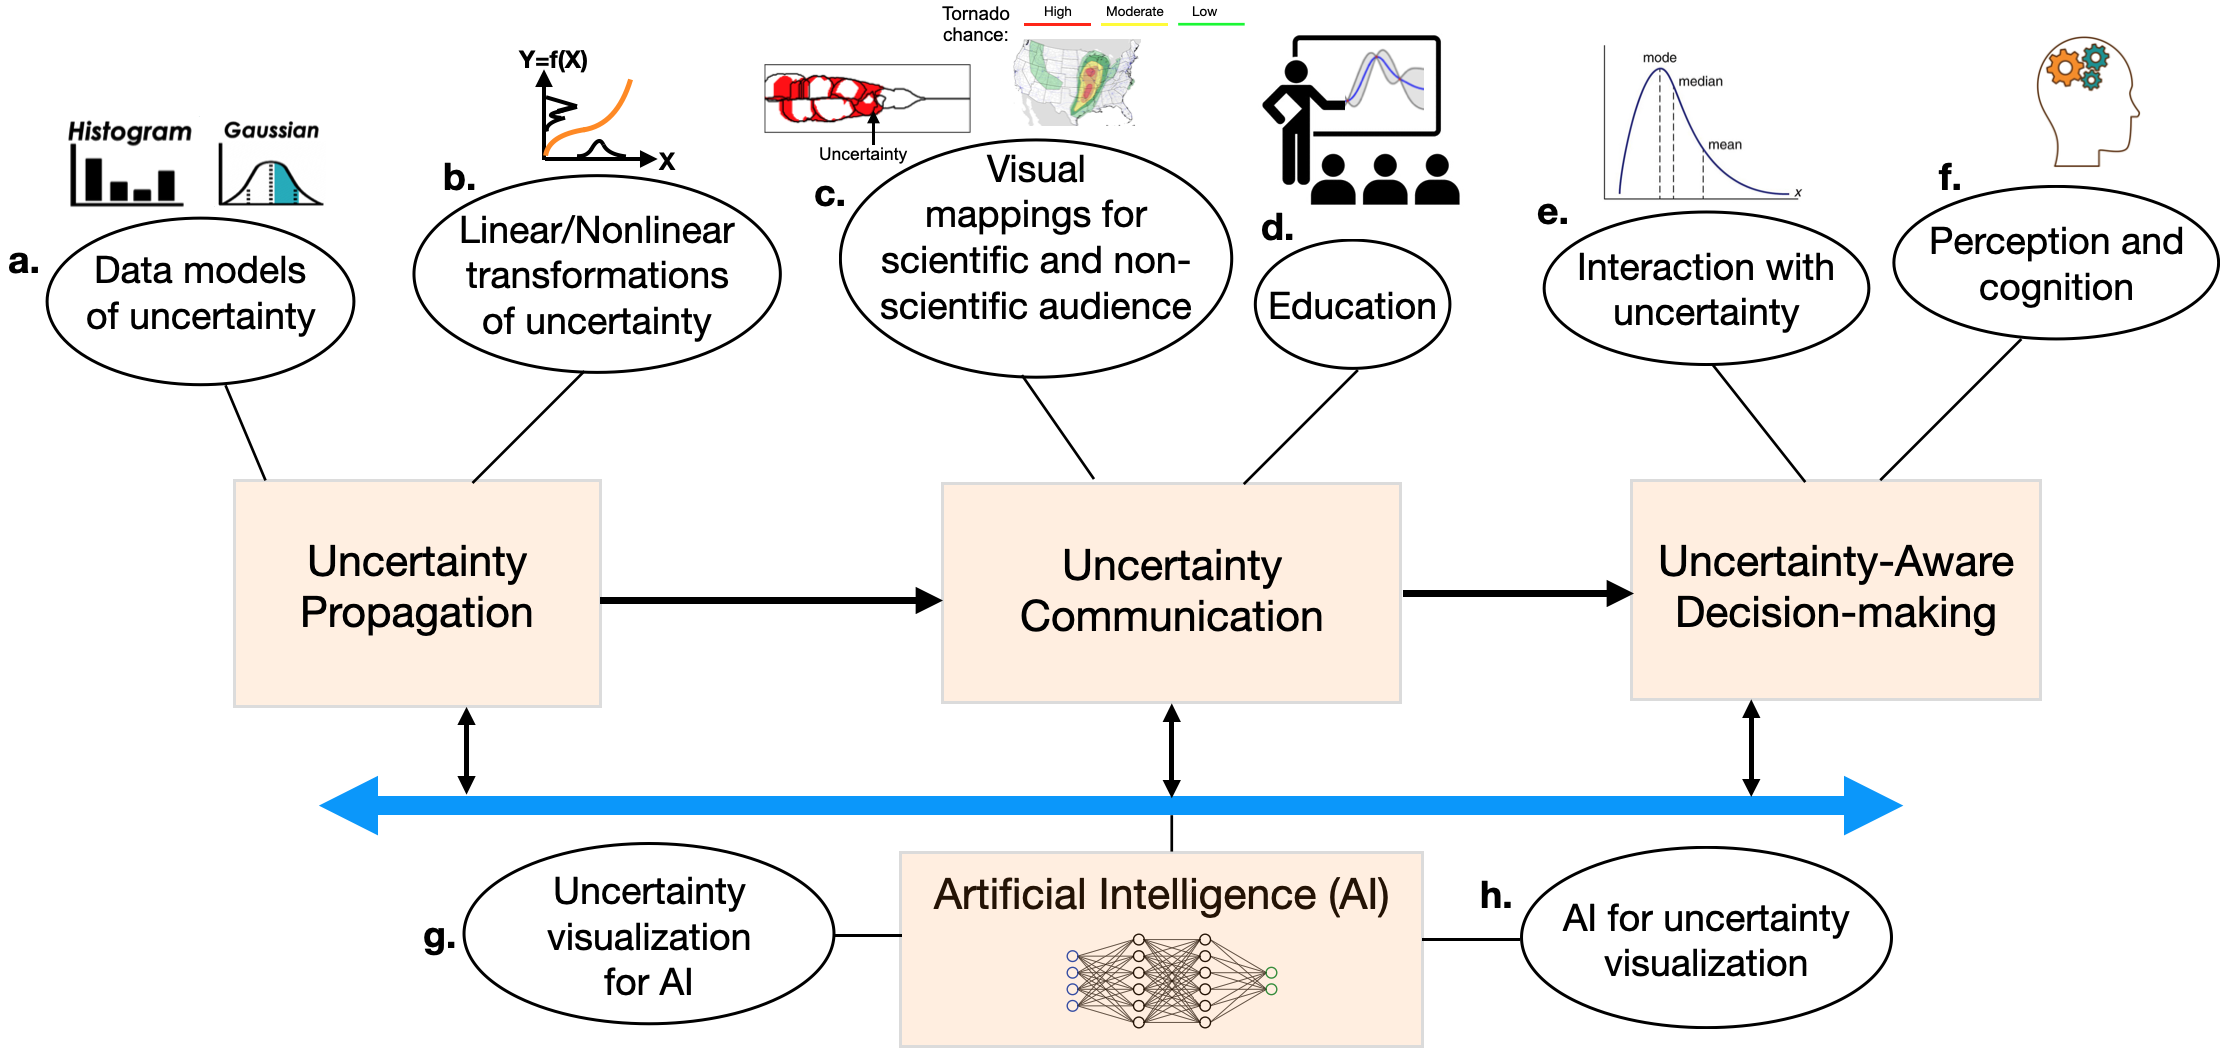 Tornado
chance:
High
Moderate
Low
Y=f(X)
X
Histogram
Gaussian
Uncertainty
mode
median
mean
x
a.
Data models
of uncertainty
b.
Linear/Nonlinear
transformations
of uncertainty
c.
Visual
mappings for
scientific and non-
scientific audience
d.
Education
e.
Interaction with
uncertainty
f.
Perception and
cognition
Uncertainty
Propagation
Uncertainty
Communication
Uncertainty-Aware
Decision-making
g.
Uncertainty
visualization
for AI
Artificial Intelligence (AI)
h.
AI for uncertainty
visualization